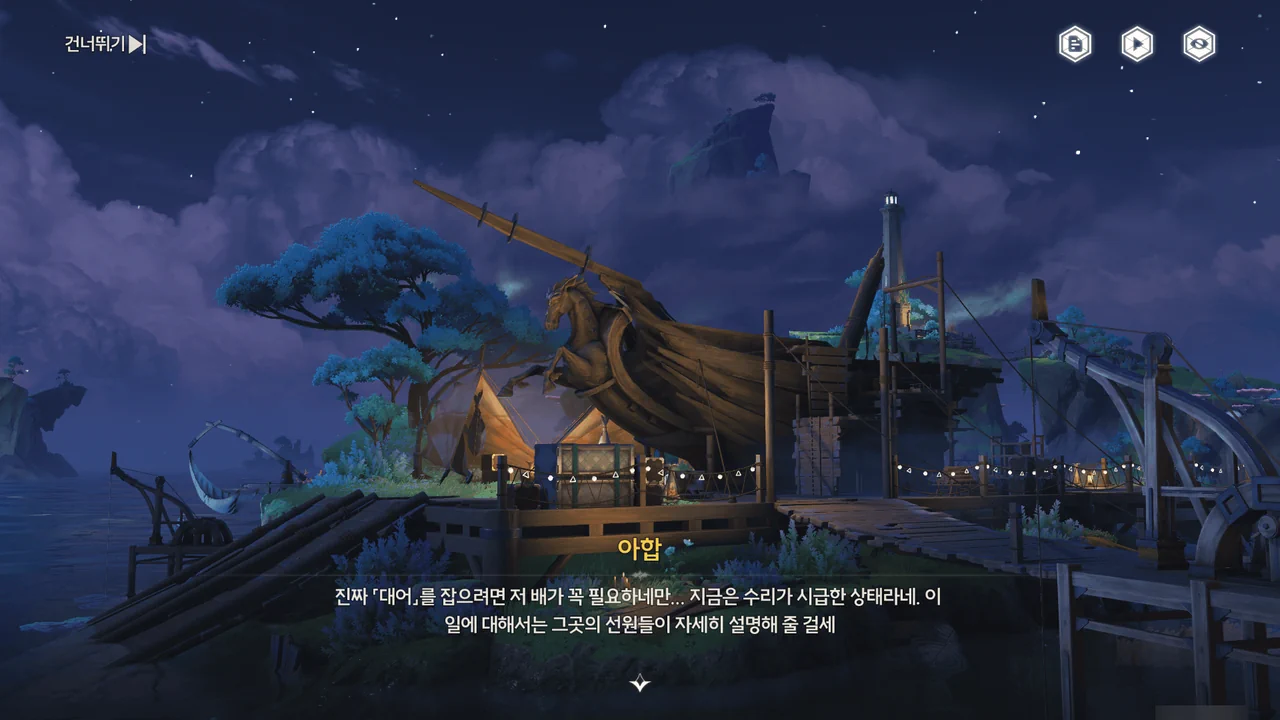 건너뛰기
아합
진짜 「대어」를 잡으려면 저 배가 꼭 필요하네만... 지금은 수리가 시급한 상태라네. 이
일에 대해서는 그곳의 선원들이 자세히 설명해 줄 걸세